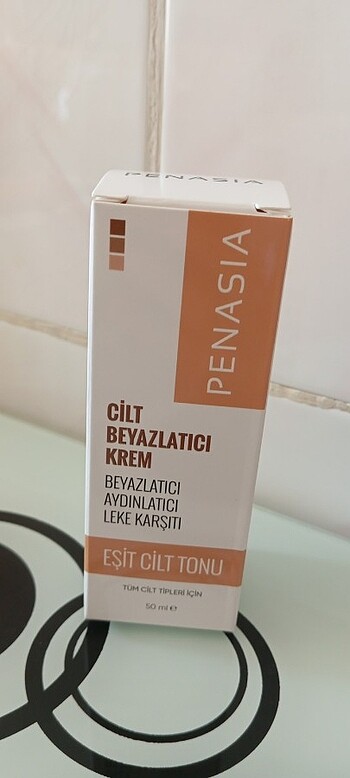 PENASIA
PENASIA
CİLT
BEYAZLATICI
KREM
BEYAZLATICI
AYDINLATICI
LEKE KARŞITI
EŞİT CİLT TONU
TÜM CİLT TİPLERİ İÇİN
50 ml ℮